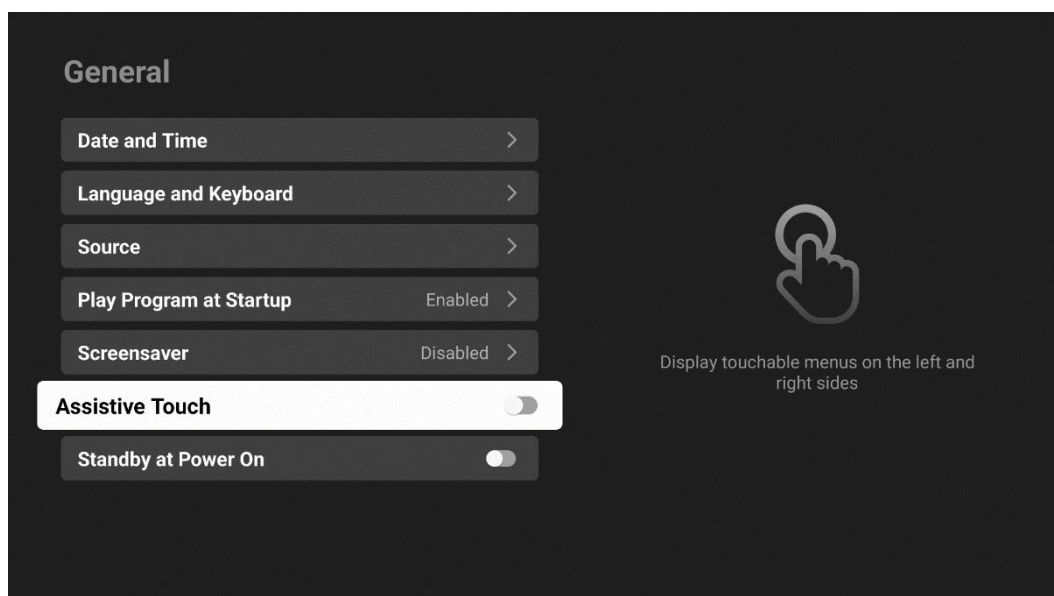 General
Date and Time
Language and Keyboard
Source
Play Program at Startup Enabled
Screensaver Disabled
Assistive Touch
Standby at Power On
Display touchable menus on the left and
right sides